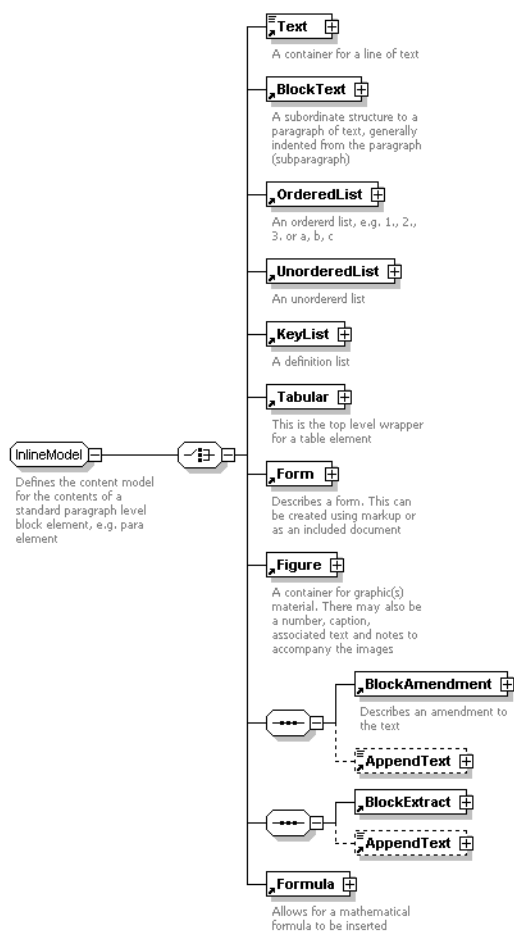 Text
A container for a line of text
BlockText
A subordinate structure to a
paragraph of text, generally
indented from the paragraph
(subparagraph)
OrderedList
An ordererd list, e.g. 1., 2.,
3. or a, b, c
UnorderedList
An unordererd list
KeyList
A definition list
Tabular
This is the top level wrapper
for a table element
InlineModel
Defines the content model
for the contents of a
standard paragraph level
block element, e.g. para
element
Form
Describes a form. This can
be created using markup or
as an included document
Figure
A container for graphic(s)
material. There may also be
a number, caption,
associated text and notes to
accompany the images
BlockAmendment
Describes an amendment to
the text
AppendText
BlockExtract
AppendText
Formula
Allows for a mathematical
formula to be inserted